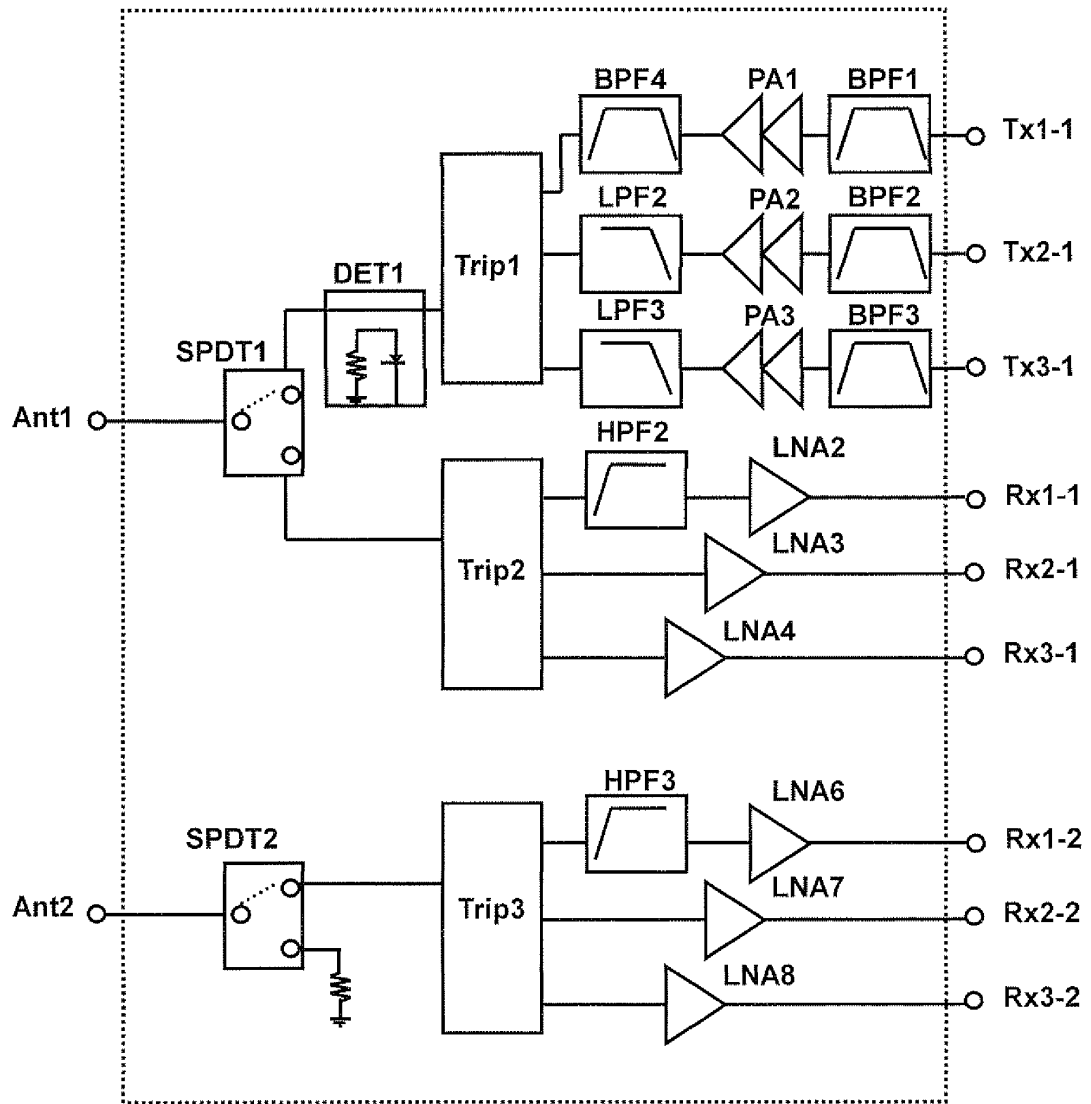 BPF4 PA1 BPF1
Tx1-1
LPF2 PA2 BPF2
Trip1
Tx2-1
DET1
LPF3 PA3 BPF3
SPDT1
Tx3-1
Ant1
HPF2
LNA2
Rx1-1
LNA3
Trip2
Rx2-1
LNA4
Rx3-1
HPF3
LNA6
SPDT2
Rx1-2
LNA7
Ant2
Trip3
Rx2-2
LNA8
Rx3-2